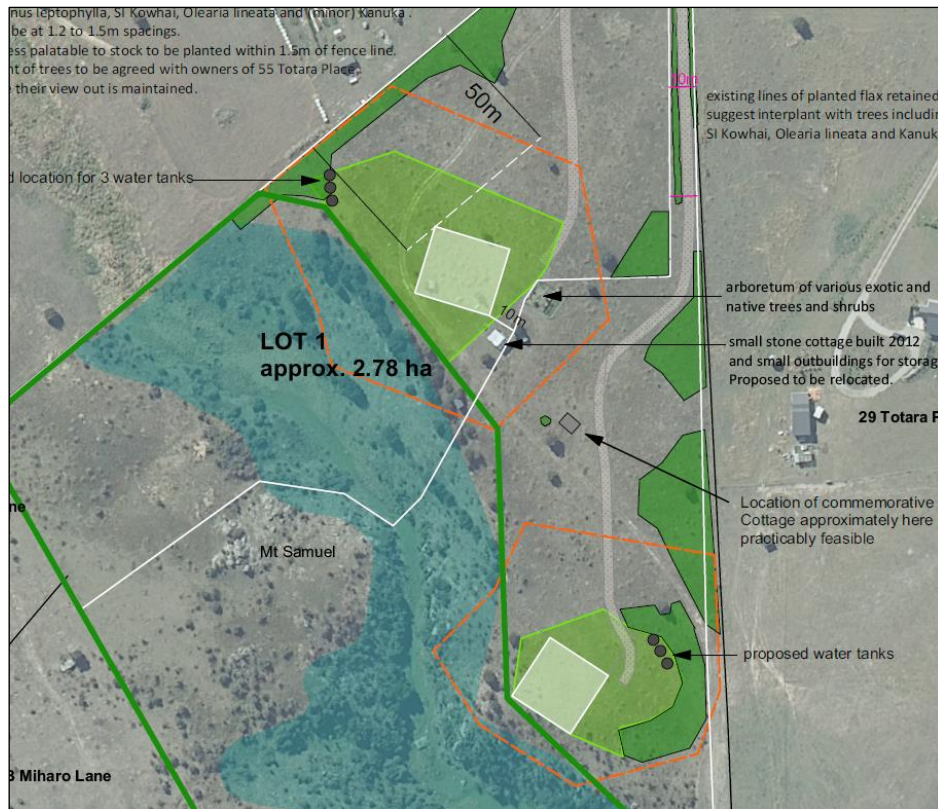 nus leptophylla, SI Kowhai, Olearia lineata and (minor) Kanuka .
be at 1.2 to 1.5m spacings.
ess palatable to stock to be planted within 1.5m of fence line.
nt of trees to be agreed with owners of 55 Totara Place
their view out is maintained.
50m
10m
existing lines of planted flax retained
suggest interplant with trees includin
SI Kowhai, Olearia lineata and Kanuk
d location for 3 water tanks
arboretum of various exotic and
native trees and shrubs
10m
LOT 1
approx. 2.78 ha
small stone cottage built 2012
and small outbuildings for storag
Proposed to be relocated.
29 Totara P
Location of commemorative
Cottage approximately here
practicably feasible
ne
Mt Samuel
proposed water tanks
3 Miharo Lane